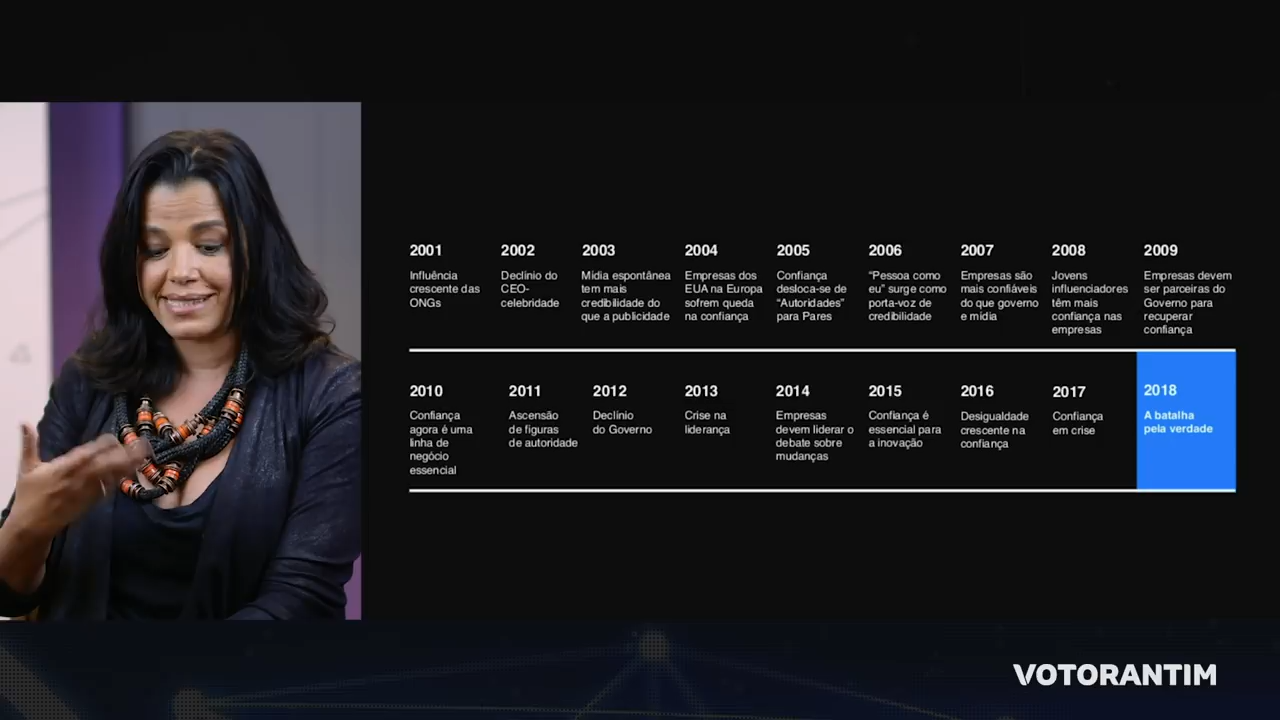 2001
Influência
crescente das
ONGs
2002
Declínio do
CEO-
celebridade
2003
Mídia espontânea
tem mais
credibilidade do
que a publicidade
2004
Empresas dos
EUA na Europa
sofrem queda
na confiança
2005
Confiança
desloca-se de
“Autoridades”
para Pares
2006
“Pessoa como
eu” surge como
porta-voz de
credibilidade
2007
Empresas são
mais confiáveis
do que governo
e mídia
2008
Jovens
influenciadores
têm mais
confiança nas
empresas
2009
Empresas devem
ser parceiras do
Governo para
recuperar
confiança
2010
Confiança
agora é uma
linha de
negócio
essencial
2011
Ascensão
de figuras
de autoridade
2012
Declinio
do Governo
2013
Crise na
liderança
2014
Empresas
devem liderar o
debate sobre
mudanças
2015
Confiança é
essencial para
a inovação
2016
Desigualdade
crescente na
confiança
2017
Confiança
em crise
2018
A batalha
pela verdade
VOTORANTIM